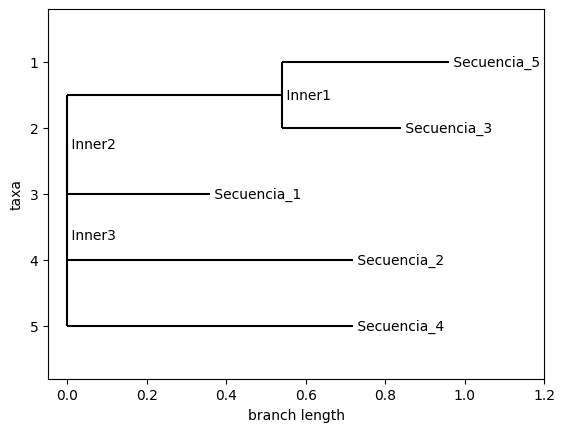 1
Secuencia_5
Inner1
2
Secuencia_3
Inner2
taxa
3
Secuencia_1
Inner3
4
Secuencia_2
5
Secuencia_4
0.0 0.2 0.4 0.6 0.8 1.0 1.2
branch length